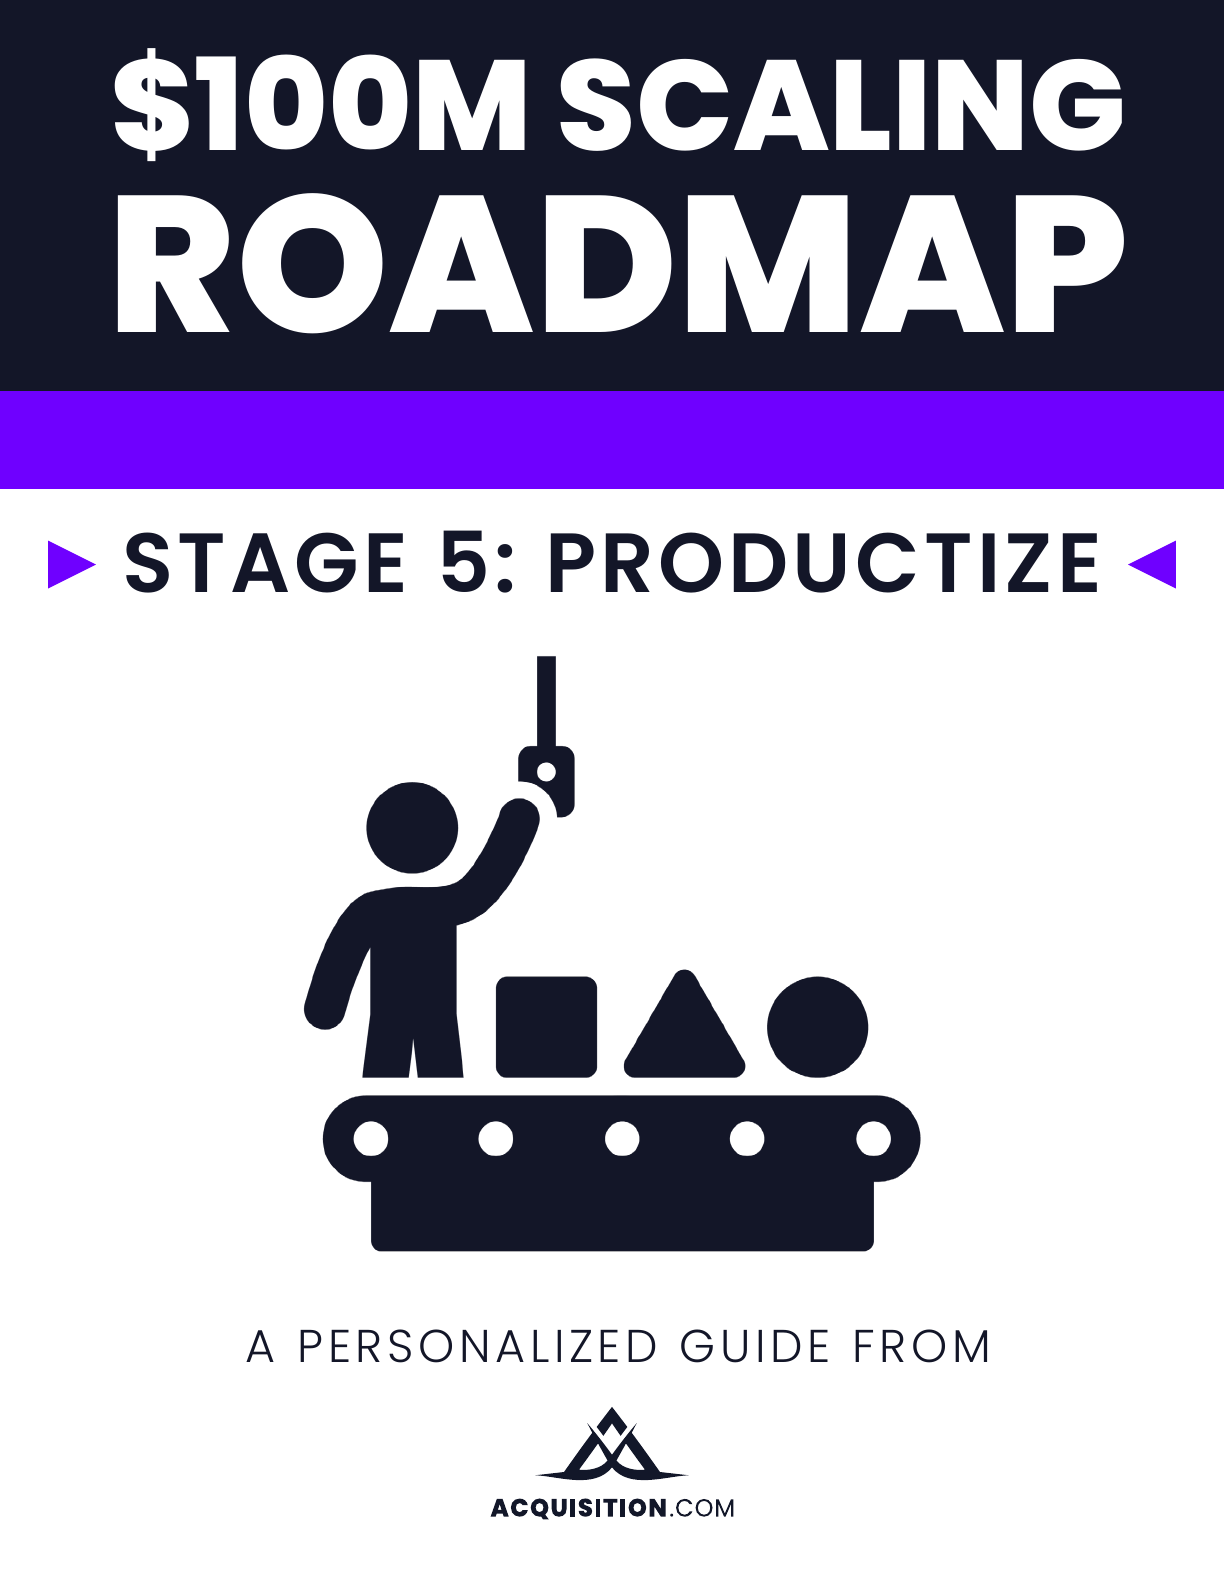 $100M SCALING
ROADMAP
STAGE 5: PRODUCTIZE
A PERSONALIZED GUIDE FROM
ACQUISITION.COM